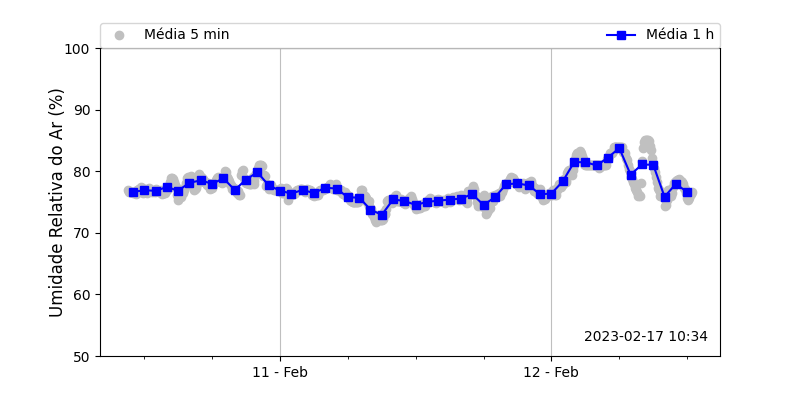 Média 5 min
Média 1 h
100
90
80
70
60
50
Umidade Relativa do Ar (%)
2023-02-17 10:34
11 - Feb
12 - Feb